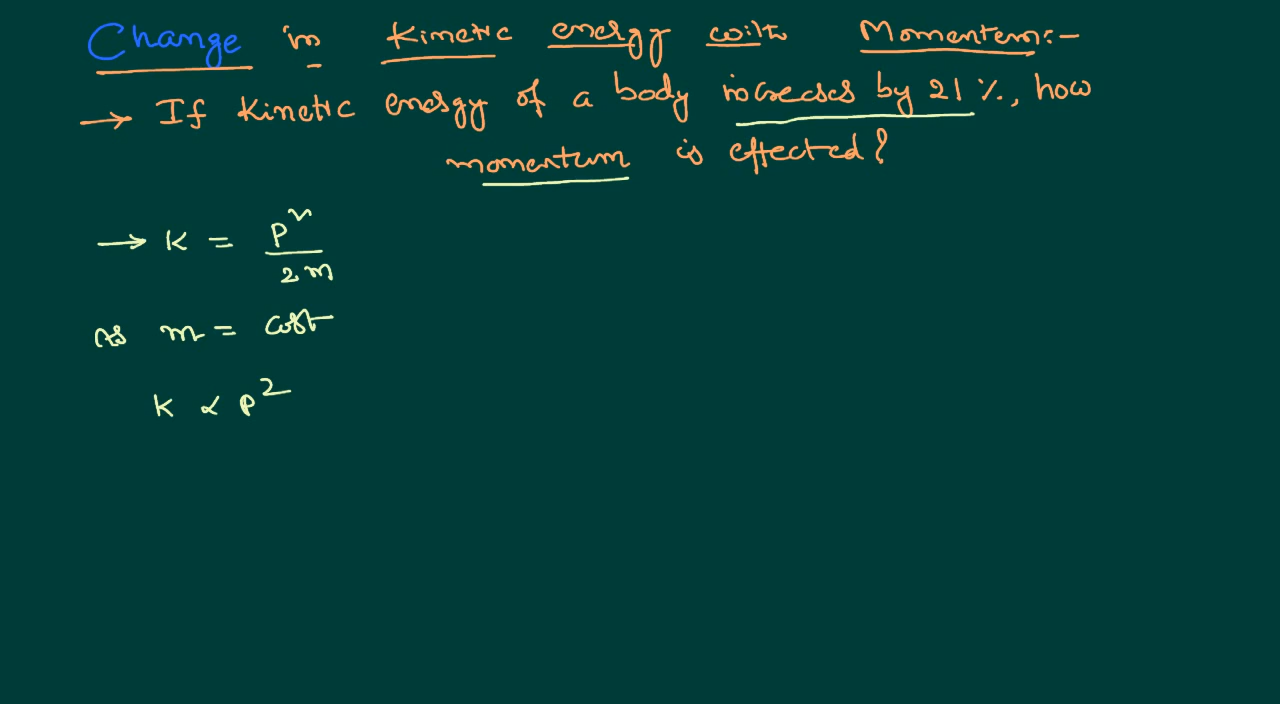 Change in Kinetic energy with Momentum:-
→ If Kinetic energy of a body increases by 21 %, how
momentum is effected?
→ K = P²/2m
as m = const
K ∝ P²